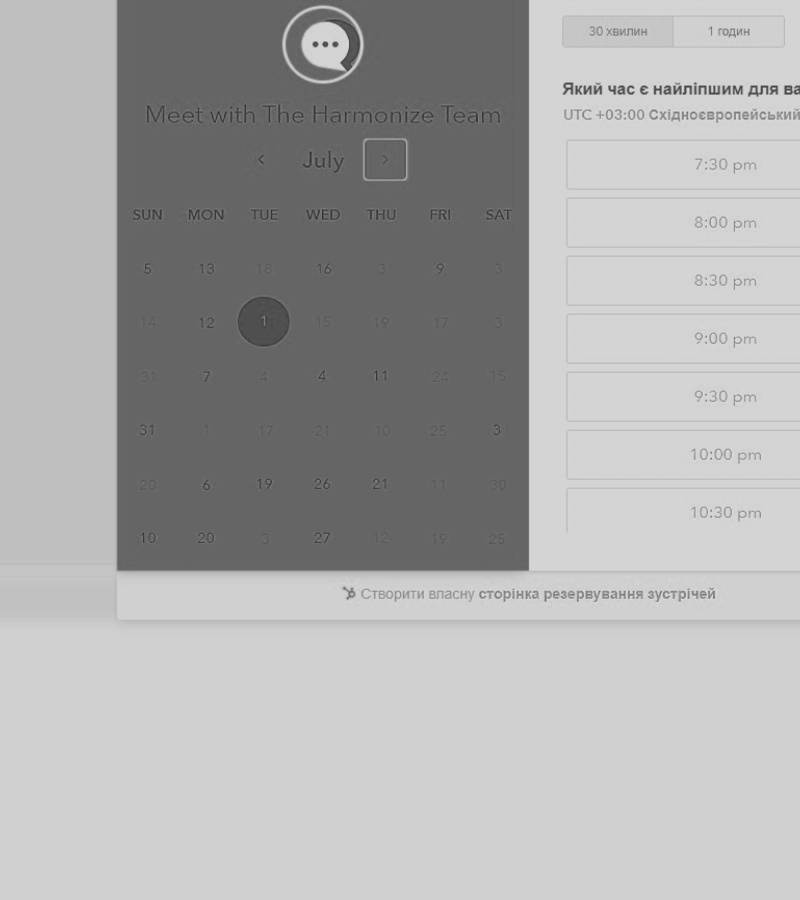 30 хвилин 1 годин
Meet with The Harmonize Team
Який час є найліпшим для ва
UTC +03:00 Східноєвропейський
July
SUN MON TUE WED THU FRI SAT
5 13 18 16 3 9 3
14 12 1 15 19 17 3
31 7 4 4 11 24 15
31 1 17 21 10 25 3
20 6 19 26 21 11 30
10 20 3 27 12 19 25
7:30 pm
8:00 pm
8:30 pm
9:00 pm
9:30 pm
10:00 pm
10:30 pm
Створити власну сторінка резервування зустрічей